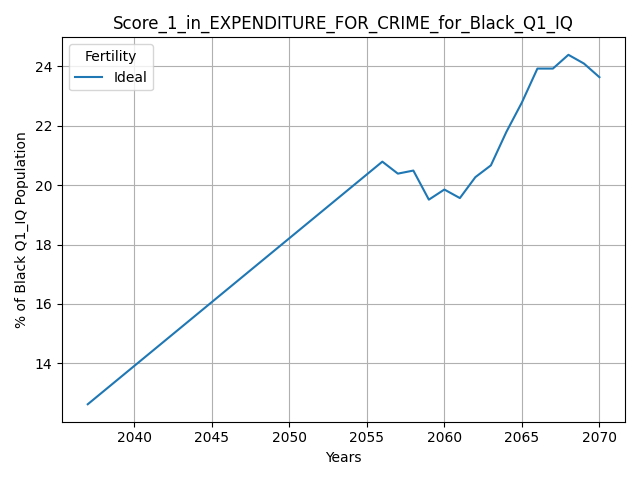 Score_1_in_EXPENDITURE_FOR_CRIME_for_Black_Q1_IQ
Fertility
Ideal
% of Black Q1_IQ Population
24
22
20
18
16
14
2040 2045 2050 2055 2060 2065 2070
Years